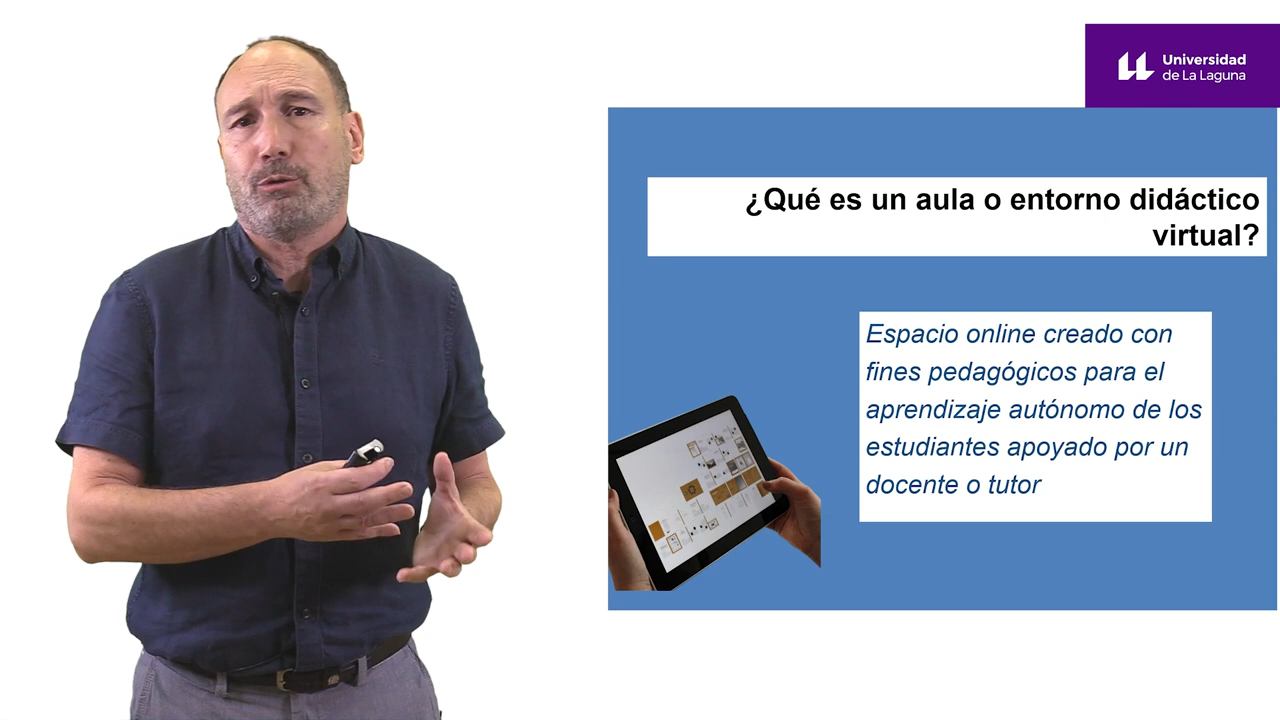 Universidad
de La Laguna
¿Qué es un aula o entorno didáctico
virtual?
Espacio online creado con
fines pedagógicos para el
aprendizaje autónomo de los
estudiantes apoyado por un
docente o tutor